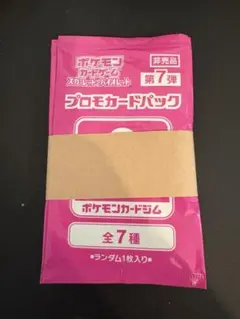 ポケモン
カードゲーム
スカーレット&バイオレット
非売品
第7弾
プロモカードパック
ポケモンカードジム
全7種
*ランダム1枚入り*